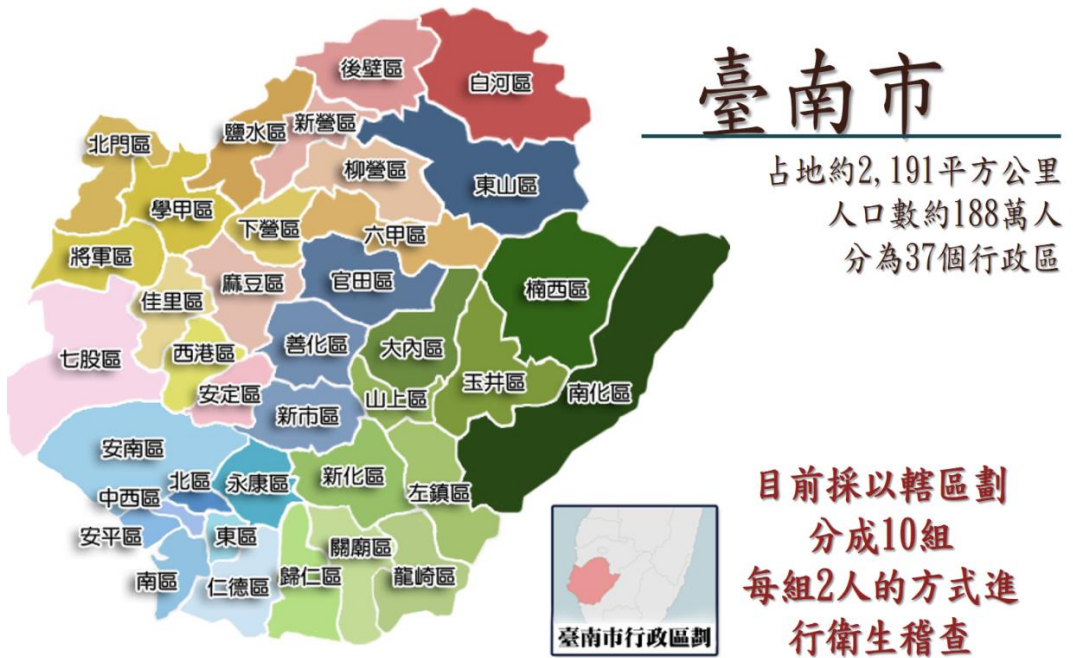 臺南市
占地約2,191平方公里
人口數約188萬人
分為37個行政區
後壁區
白河區
新營區
鹽水區
北門區
柳營區
東山區
學甲區
下營區
六甲區
將軍區
麻豆區
官田區
楠西區
佳里區
善化區
大內區
西港區
七股區
玉井區
安定區
山上區
南化區
新市區
安南區
北區
永康區
新化區
左鎮區
中西區
安平區
東區
關廟區
南區
仁德區
歸仁區
龍崎區
臺南市行政區劃
目前採以轄區劃
分成10組
每組2人的方式進
行衛生稽查